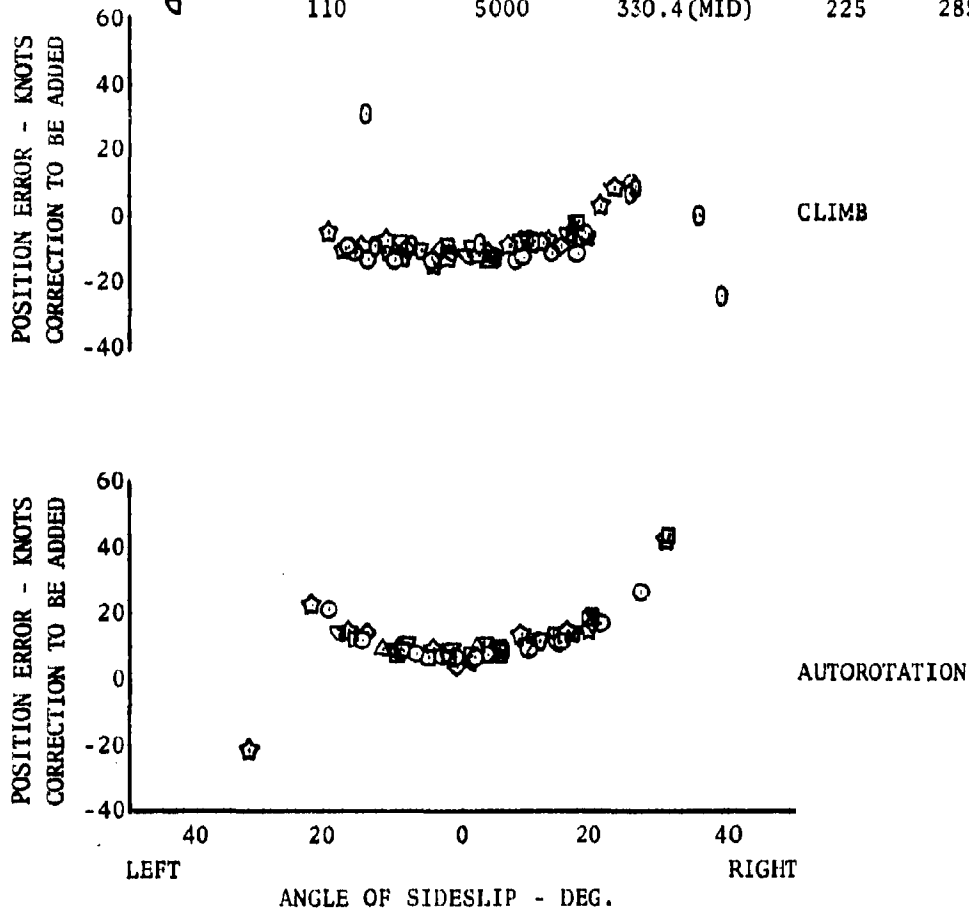 110 5000 330.4(MID) 225
60
40
20
0
-20
-40
POSITION ERROR - KNOTS
CORRECTION TO BE ADDED
CLIMB
60
40
20
0
-20
-40
POSITION ERROR - KNOTS
CORRECTION TO BE ADDED
AUTOROTATION
40 20 0 20 40
LEFT RIGHT
ANGLE OF SIDESLIP - DEG.